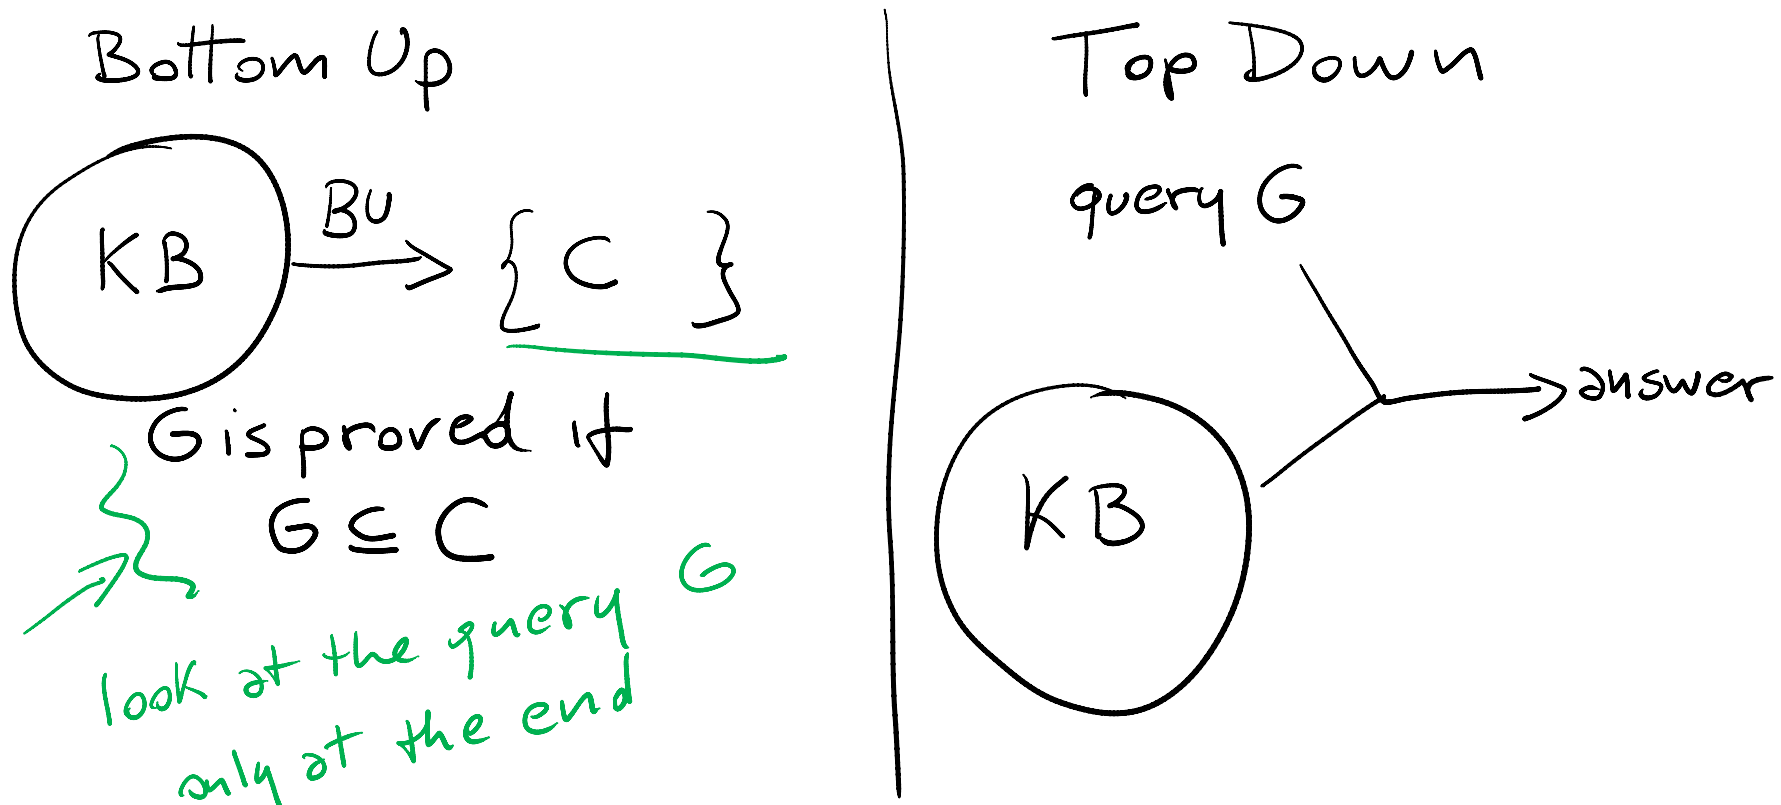 Bottom Up
KB
BU
{ C }
G is proved if
G ⊆ C
look at the query G
only at the end
Top Down
query G
answer
KB